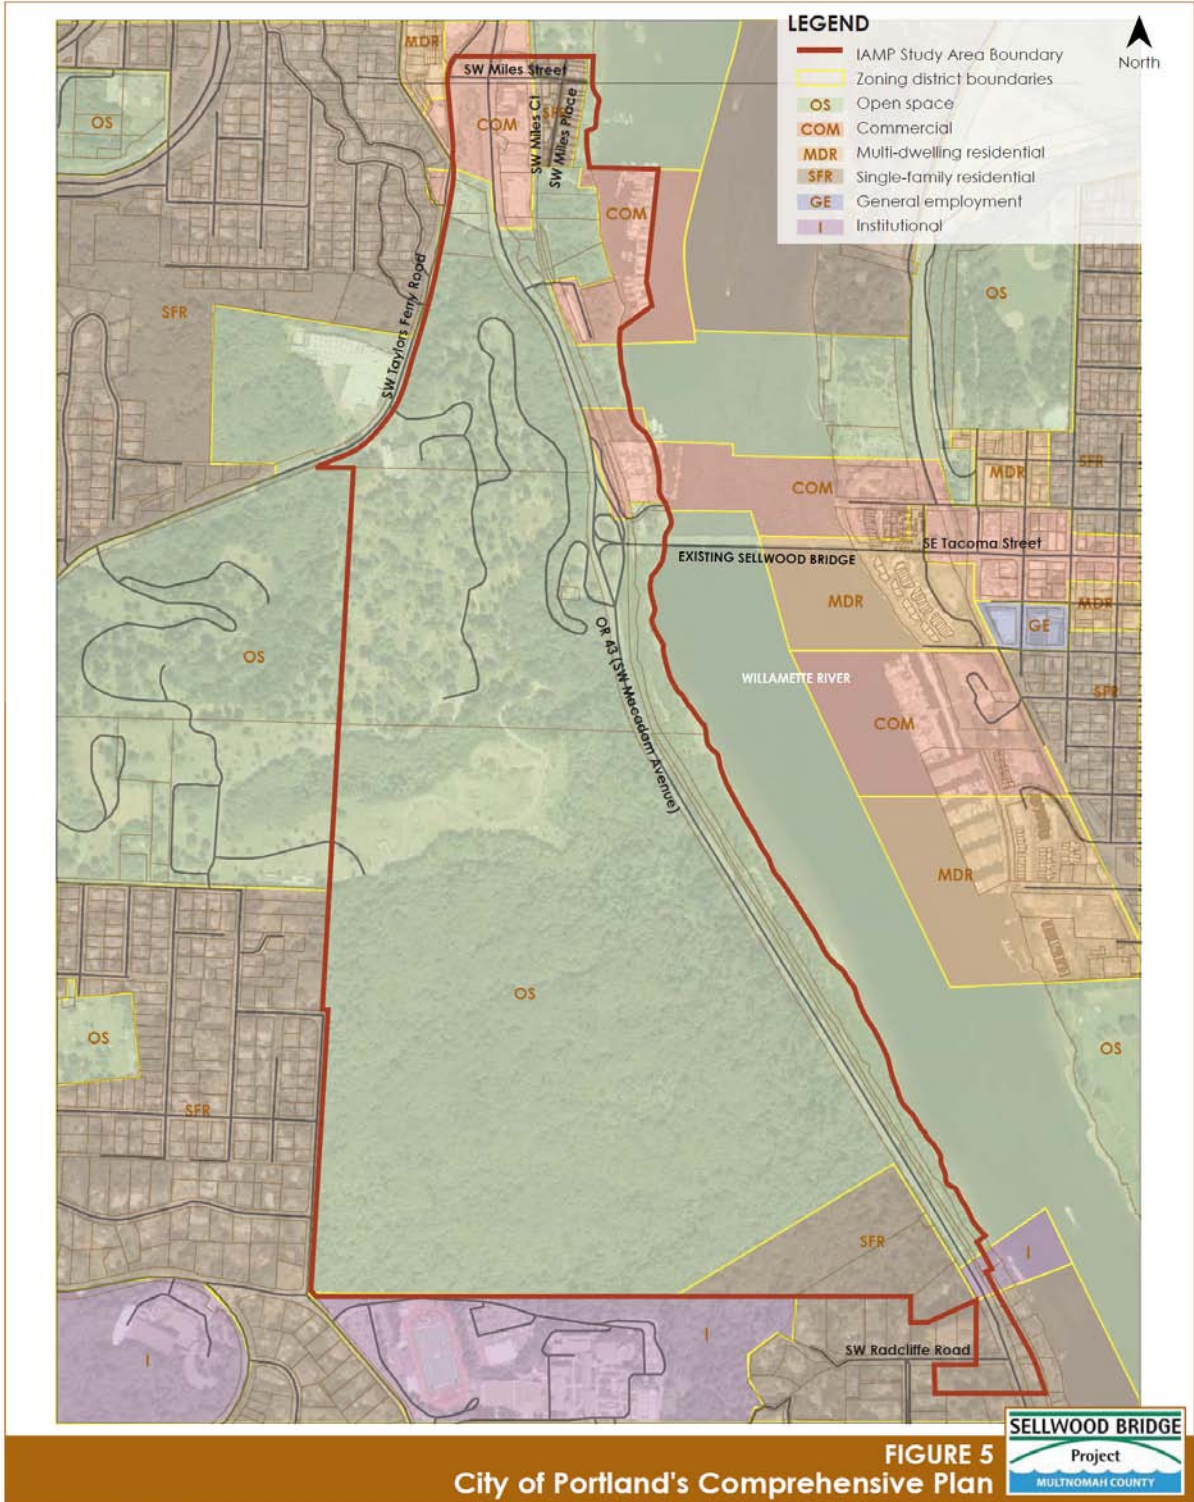 LEGEND
IAMP Study Area Boundary
Zoning district boundaries
OS Open space
COM Commercial
MDR Multi-dwelling residential
SFR Single-family residential
GE General employment
I Institutional
North
MDR
SW Miles Street
OS
COM
SW Miles Ct
SFR
SW Miles Place
COM
SW Taylors Ferry Road
OS
SFR
SFR
MDR
COM
SE Tacoma Street
EXISTING SELLWOOD BRIDGE
MDR
MDR
GE
OS
OR 43 (SW Macadam Avenue)
WILLAMETTE RIVER
SFR
COM
MDR
OS
OS
OS
SFR
SFR
I
I
I
SW Radcliffe Road
FIGURE 5
City of Portland's Comprehensive Plan
SELLWOOD BRIDGE
Project
MULTNOMAH COUNTY